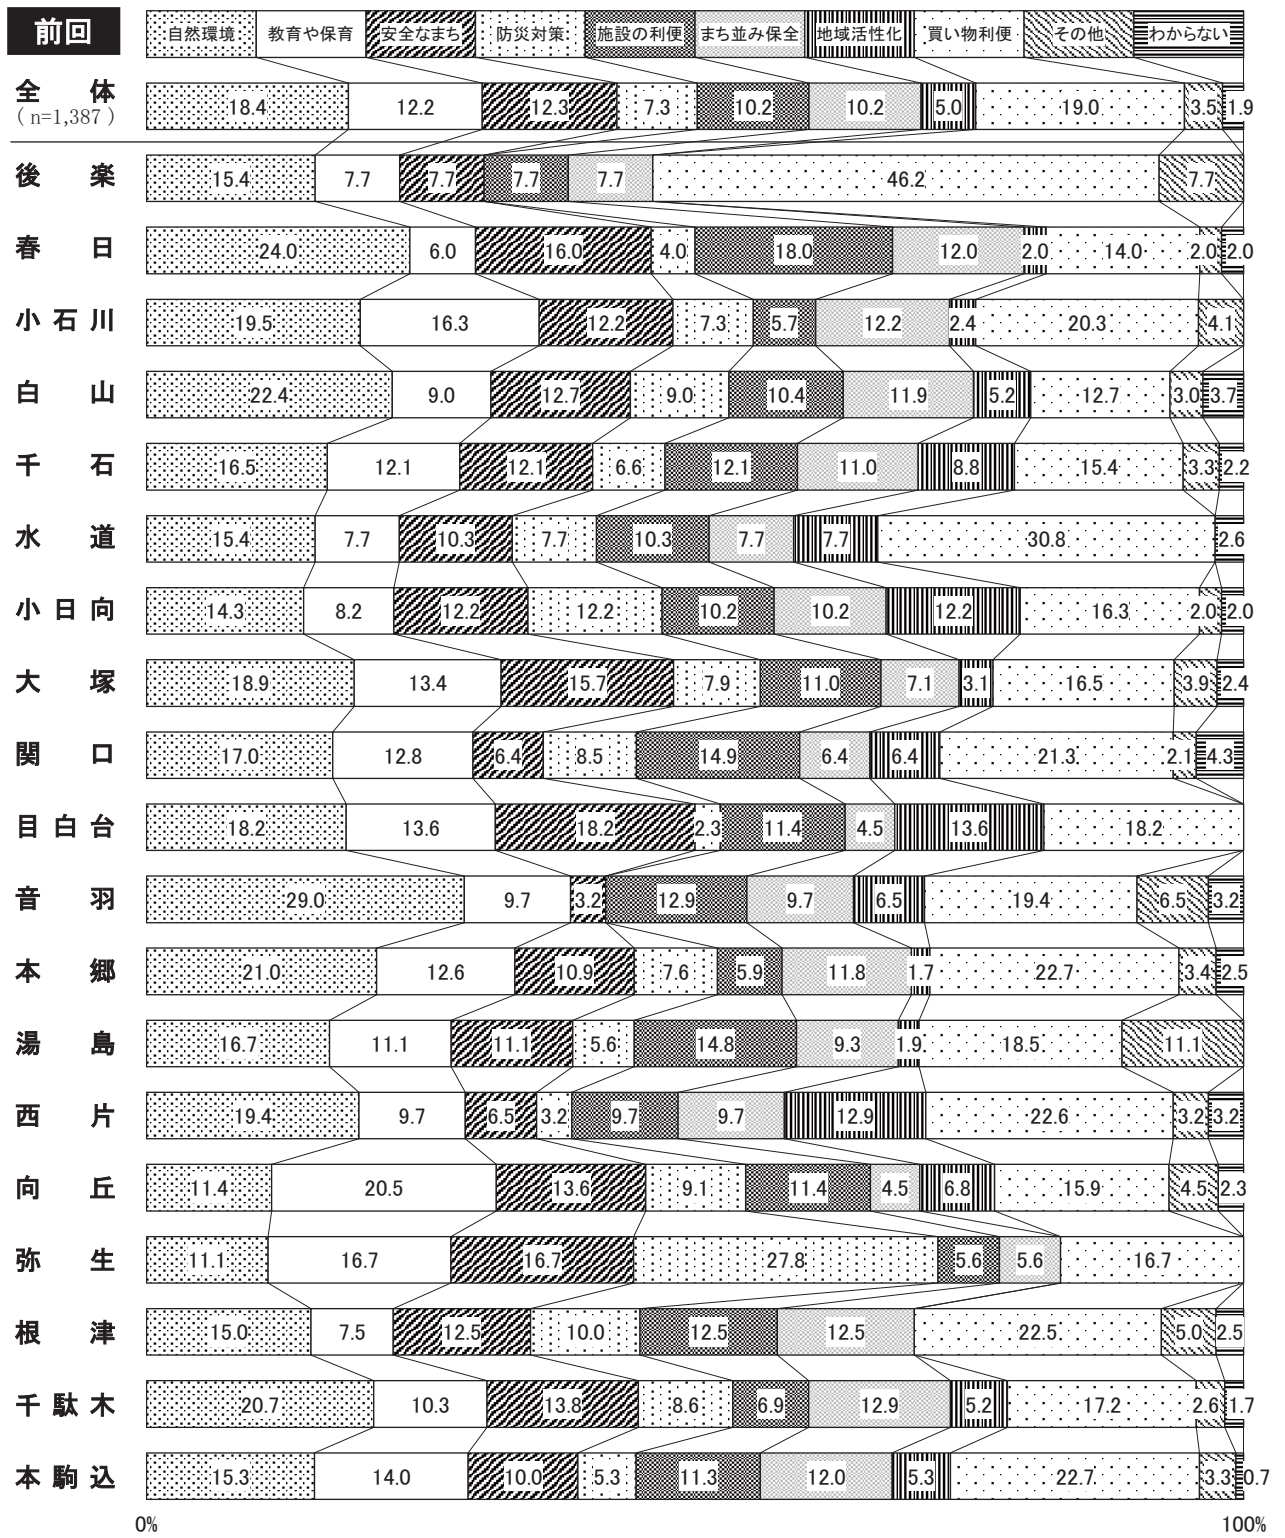 前回
自然環境 教育や保育 安全なまち 防災対策 施設の利便 まち並み保全 地域活性化 買い物利便 その他 わからない
全体 18.4 12.2 12.3 7.3 10.2 10.2 5.0 19.0 3.5 1.9
(n=1,387)
後楽 15.4 7.7 7.7 7.7 7.7 46.2 7.7
春日 24.0 6.0 16.0 4.0 18.0 12.0 2.0 14.0 2.0 2.0
小石川 19.5 16.3 12.2 7.3 5.7 12.2 2.4 20.3 4.1
白山 22.4 9.0 12.7 9.0 10.4 11.9 5.2 12.7 3.0 3.7
千石 16.5 12.1 12.1 6.6 12.1 11.0 8.8 15.4 3.3 2.2
水道 15.4 7.7 10.3 7.7 10.3 7.7 7.7 30.8 2.6
小日向 14.3 8.2 12.2 12.2 10.2 10.2 12.2 16.3 2.0 2.0
大塚 18.9 13.4 15.7 7.9 11.0 7.1 3.1 16.5 3.9 2.4
関口 17.0 12.8 6.4 8.5 14.9 6.4 6.4 21.3 2.1 4.3
目白台 18.2 13.6 18.2 2.3 11.4 4.5 13.6 18.2
音羽 29.0 9.7 3.2 12.9 9.7 6.5 19.4 6.5 3.2
本郷 21.0 12.6 10.9 7.6 5.9 11.8 1.7 22.7 3.4 2.5
湯島 16.7 11.1 11.1 5.6 14.8 9.3 1.9 18.5 11.1
西片 19.4 9.7 6.5 3.2 9.7 9.7 12.9 22.6 3.2 3.2
向丘 11.4 20.5 13.6 9.1 11.4 4.5 6.8 15.9 4.5 2.3
弥生 11.1 16.7 16.7 27.8 5.6 5.6 16.7
根津 15.0 7.5 12.5 10.0 12.5 12.5 22.5 5.0 2.5
千駄木 20.7 10.3 13.8 8.6 6.9 12.9 5.2 17.2 2.6 1.7
本駒込 15.3 14.0 10.0 5.3 11.3 12.0 5.3 22.7 3.3 0.7
0% 100%